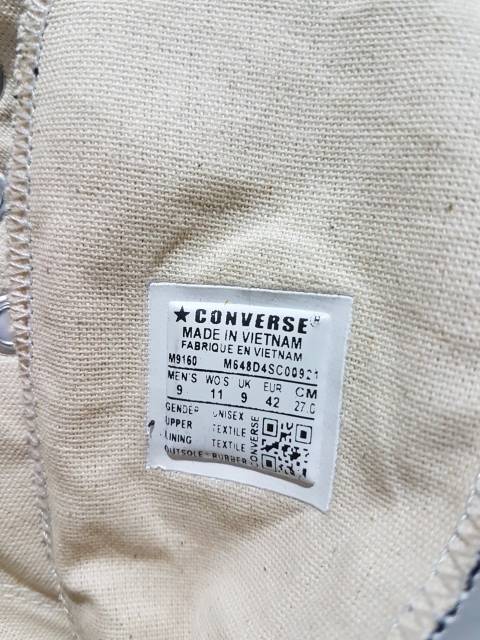 ★CONVERSE®
MADE IN VIETNAM
FABRIQUE EN VIETNAM
M9160 M648D4SC00921
MEN'S WO'S UK EUR CM
9 11 9 42 27.0
GENDER UNISEX
UPPER TEXTILE
LINING TEXTILE
OUTSOLE RUBBER
CONVERSE